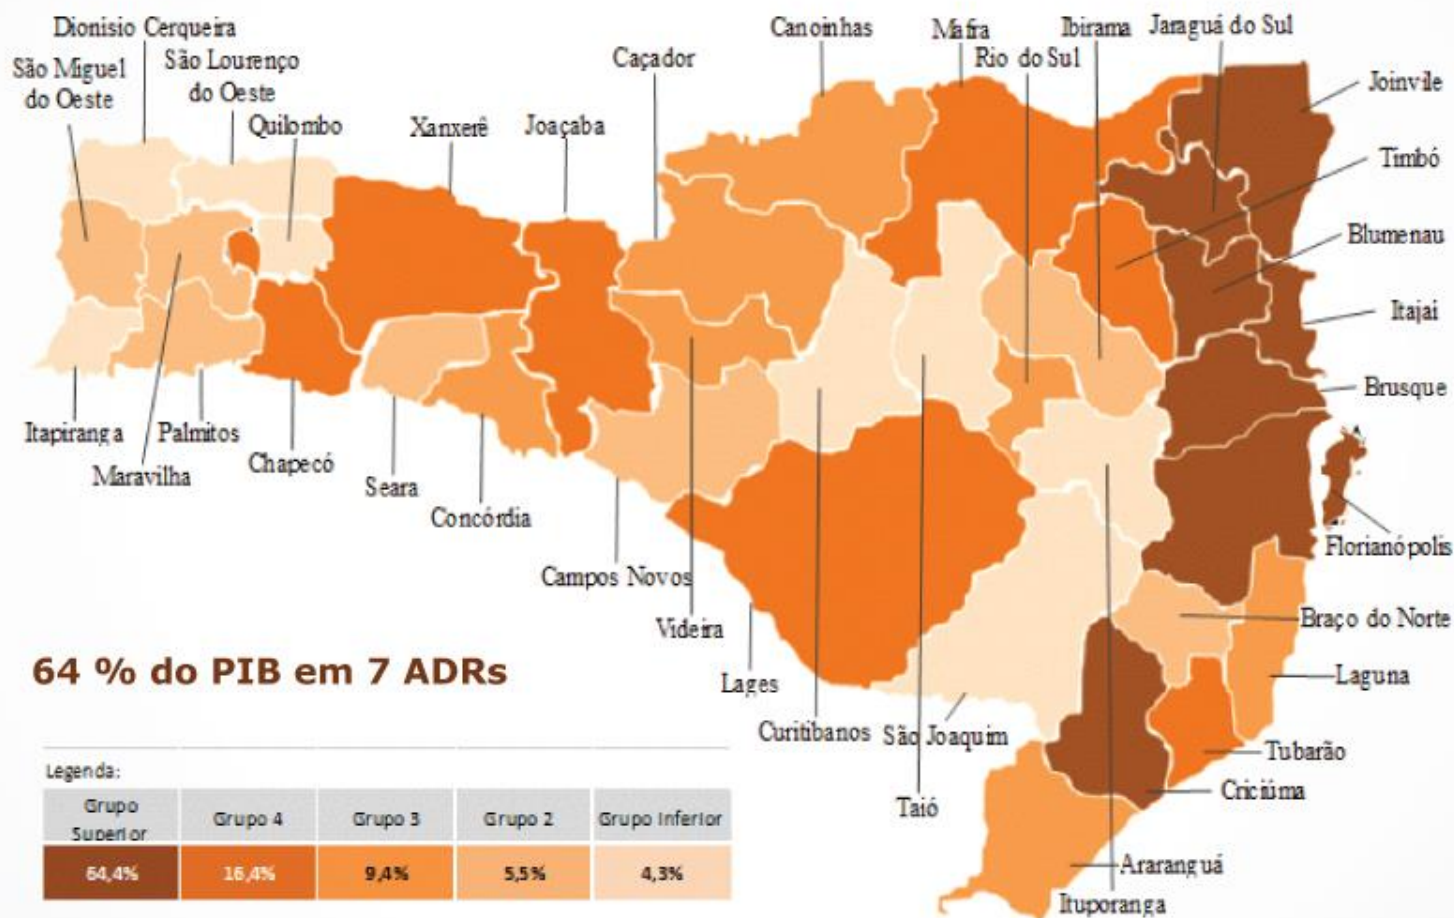 Dionísio Cerqueira
São Miguel
do Oeste
São Lourenço
do Oeste
Quilombo
Xanxerê
Joaçaba
Caçador
Canoinhas
Mafra
Rio do Sul
Ibirama
Jaraguá do Sul
Joinvile
Timbó
Blumenau
Itajaí
Brusque
Itapiranga
Maravilha
Palmitos
Chapecó
Seara
Concórdia
Campos Novos
Videira
Lages
Curitibanos
São Joaquim
Taió
Florianópolis
Braço do Norte
Laguna
Tubarão
Criciúma
Araranguá
Ituporanga
64 % do PIB em 7 ADRs
Legenda:
Grupo
Superior
Grupo 4
Grupo 3
Grupo 2
Grupo Inferior
64,4%
16,4%
9,4%
5,5%
4,3%